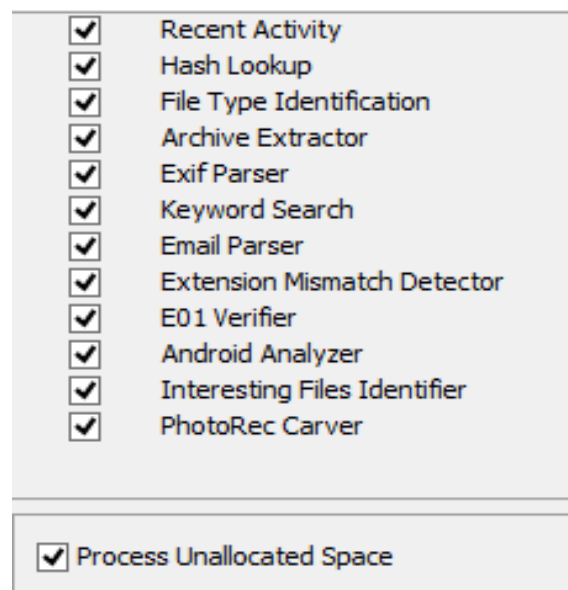 Recent Activity
Hash Lookup
File Type Identification
Archive Extractor
Exif Parser
Keyword Search
Email Parser
Extension Mismatch Detector
E01 Verifier
Android Analyzer
Interesting Files Identifier
PhotoRec Carver
Process Unallocated Space